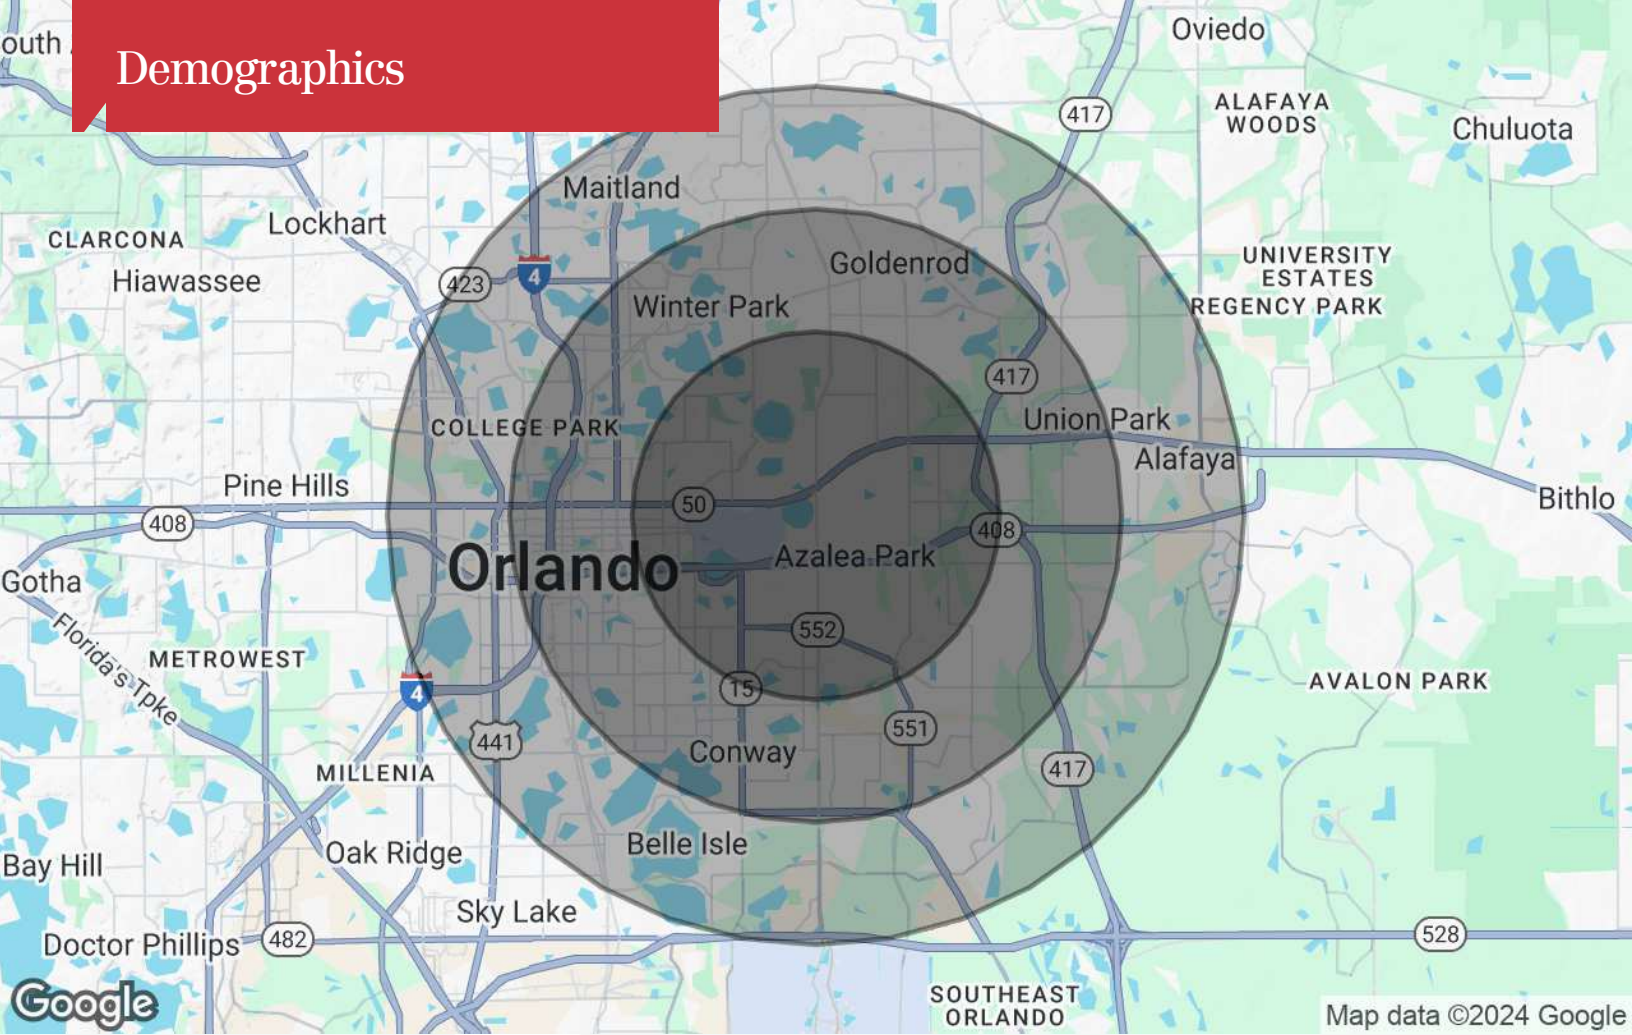 Demographics
Oviedo
outh
417
ALAFAYA
WOODS
Chuluota
Maitland
Lockhart
CLARCONA
Hiawassee
423
4
Goldenrod
UNIVERSITY
ESTATES
REGENCY PARK
Winter Park
417
COLLEGE PARK
Union Park
Alafaya
Pine Hills
50
Bithlo
408
408
Orlando
Azalea Park
Gotha
Florida's Tpke
552
METROWEST
4
15
AVALON PARK
441
551
Conway
MILLENIA
417
Belle Isle
Oak Ridge
Bay Hill
Sky Lake
Doctor Phillips
482
528
SOUTHEAST
ORLANDO
Google
Map data ©2024 Google